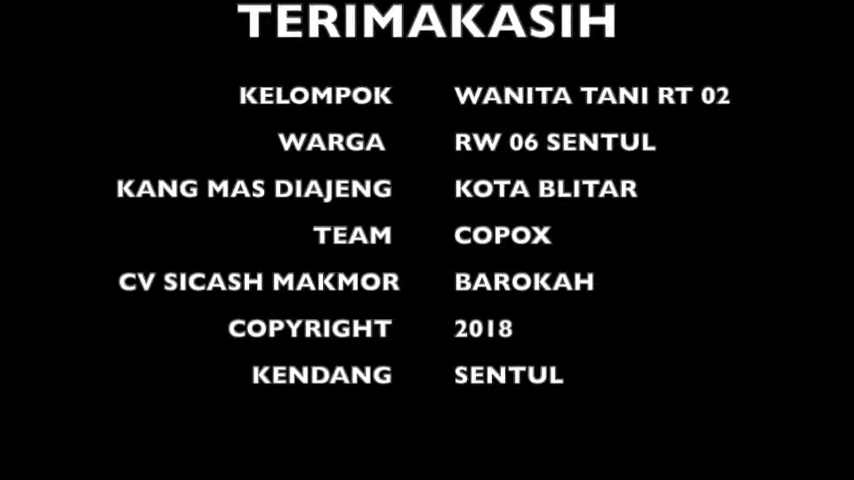 TERIMAKASIH
KELOMPOK WANITA TANI RT 02
WARGA RW 06 SENTUL
KANG MAS DIAJENG KOTA BLITAR
TEAM COPOX
CV SICASH MAKMOR BAROKAH
COPYRIGHT 2018
KENDANG SENTUL